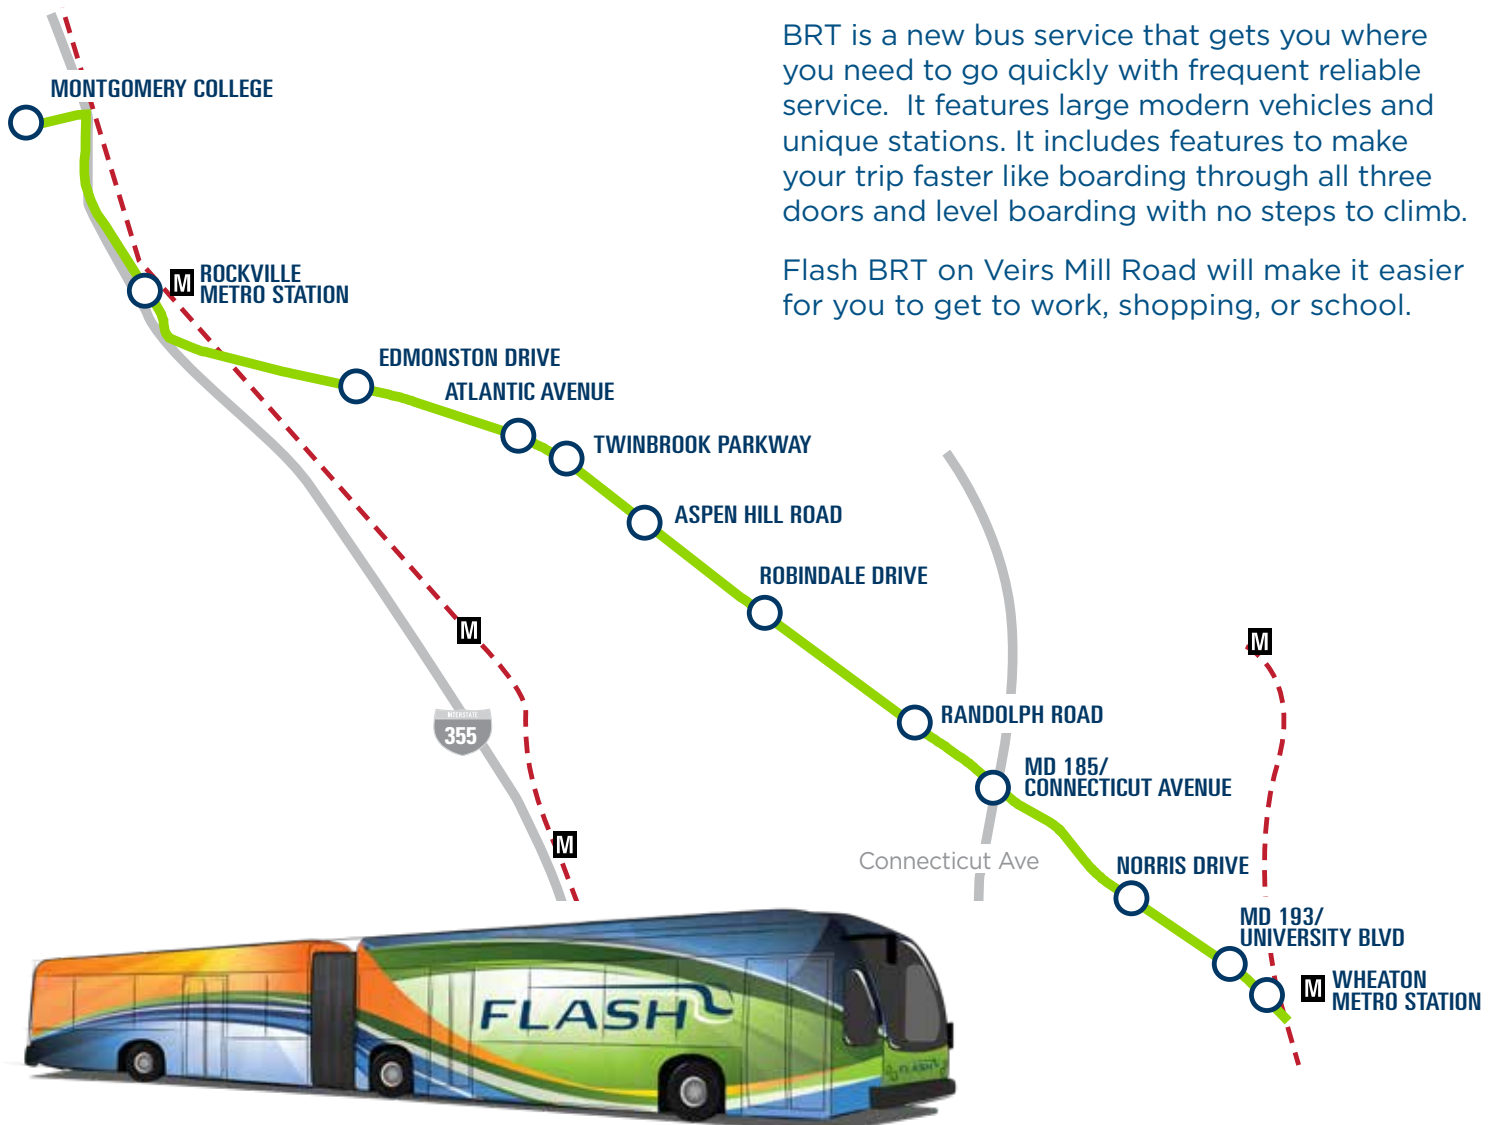 BRT is a new bus service that gets you where
you need to go quickly with frequent reliable
service.  It features large modern vehicles and
unique stations. It includes features to make
your trip faster like boarding through all three
doors and level boarding with no steps to climb.
Flash BRT on Veirs Mill Road will make it easier
for you to get to work, shopping, or school.
MONTGOMERY COLLEGE
M
ROCKVILLE
METRO STATION
EDMONSTON DRIVE
ATLANTIC AVENUE
TWINBROOK PARKWAY
ASPEN HILL ROAD
ROBINDALE DRIVE
M
M
RANDOLPH ROAD
INTERSTATE
355
MD 185/
CONNECTICUT AVENUE
M
Connecticut Ave
NORRIS DRIVE
MD 193/
UNIVERSITY BLVD
M
WHEATON
METRO STATION
FLASH
FLASH